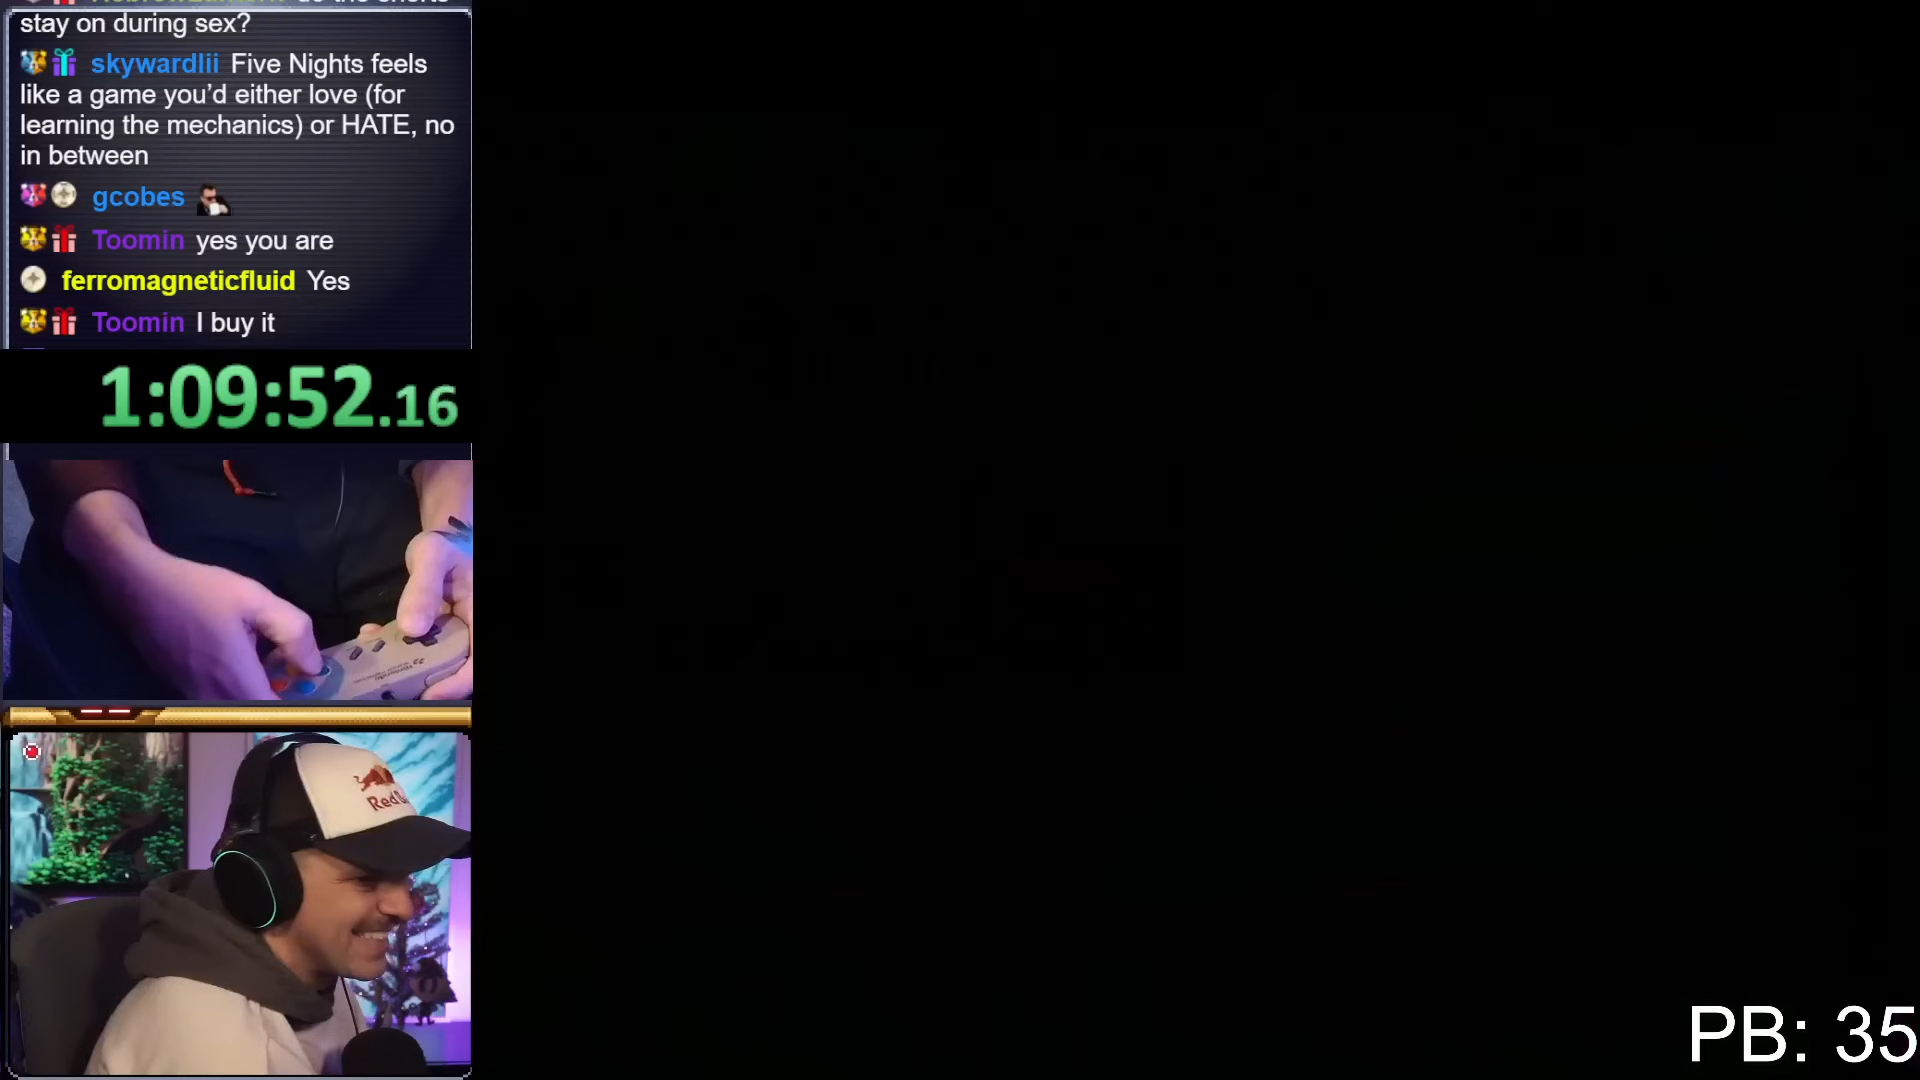 stay on during sex?
skywardlii Five Nights feels
like a game you’d either love (for
learning the mechanics) or HATE, no
in between
gcobes
Toomin yes you are
ferromagneticfluid Yes
Toomin I buy it
1:09:52.16
Red Bu
PB: 35